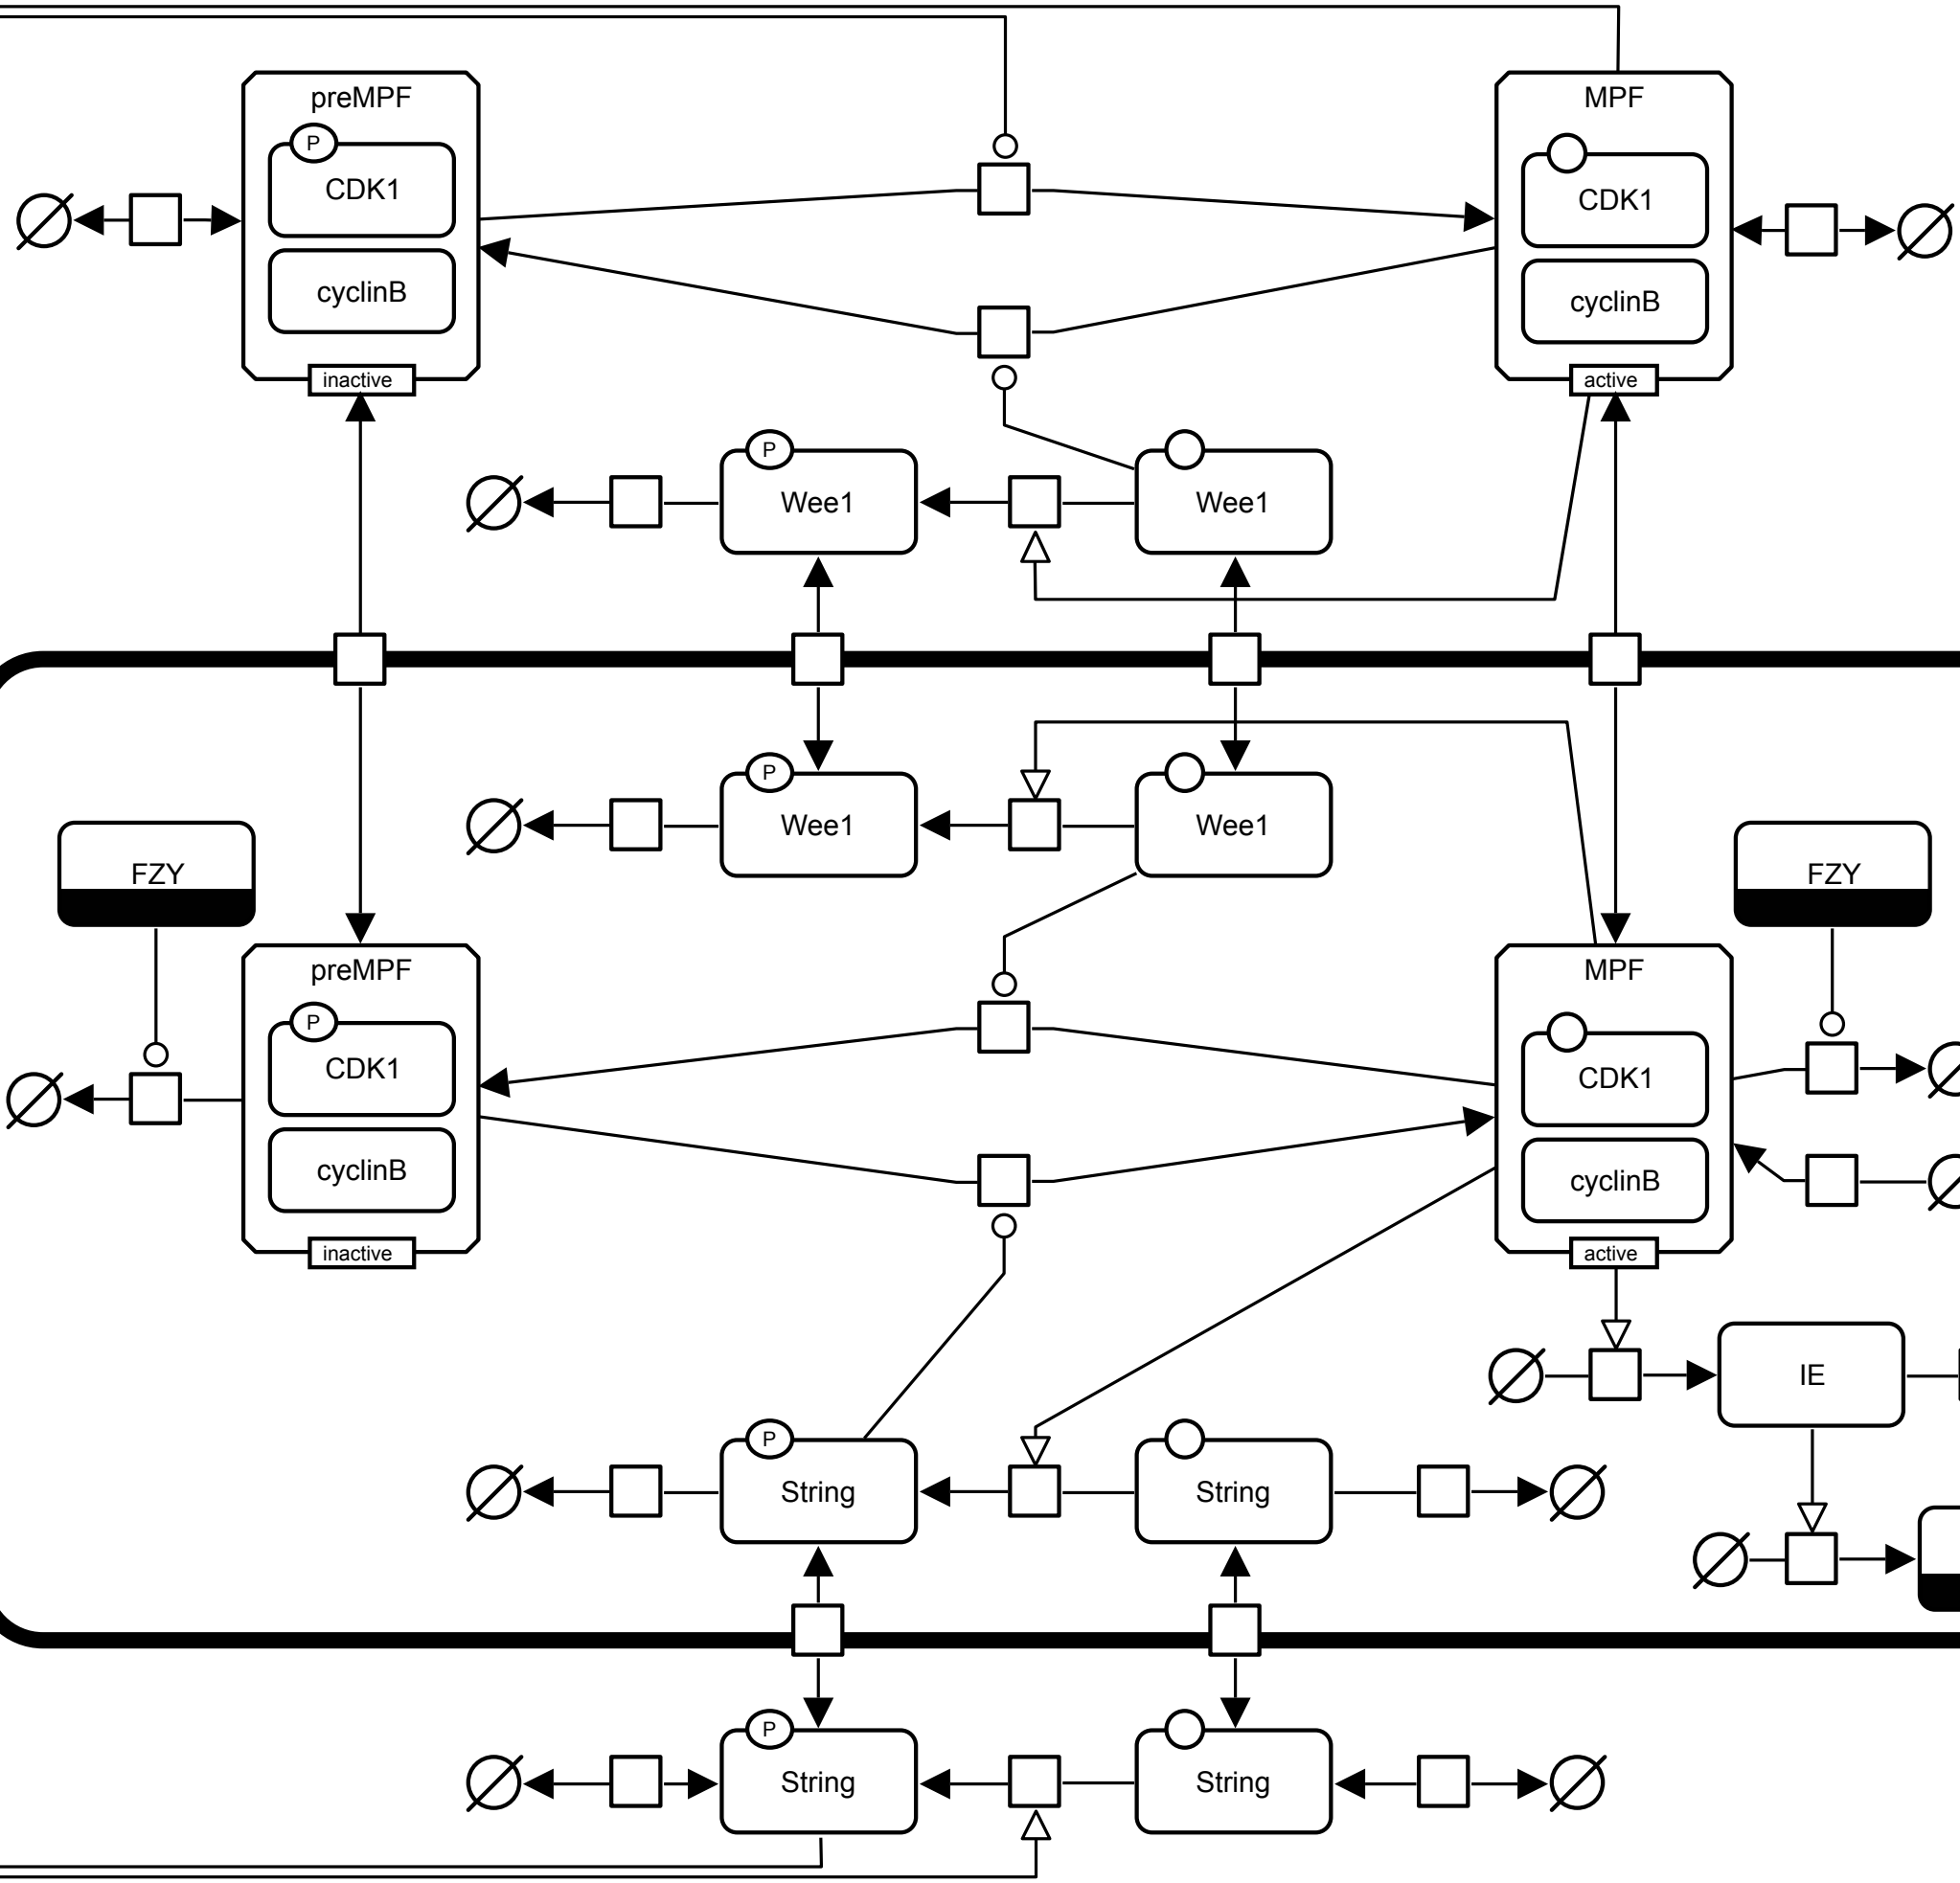 preMPF
MPF
P
CDK1
CDK1
cyclinB
cyclinB
inactive
active
P
Wee1
Wee1
P
Wee1
Wee1
FZY
FZY
preMPF
MPF
P
CDK1
CDK1
cyclinB
cyclinB
inactive
active
IE
P
String
String
P
String
String